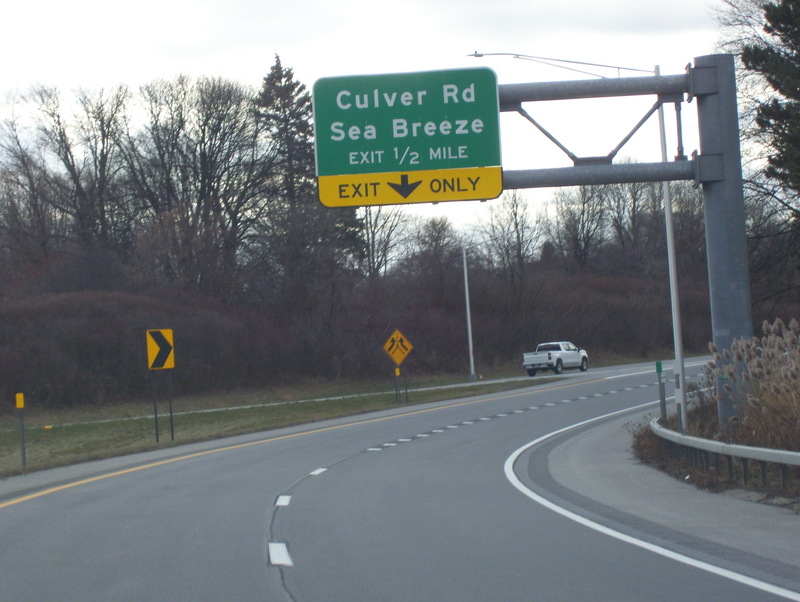 Culver Rd
Sea Breeze
EXIT 1/2 MILE
EXIT ONLY